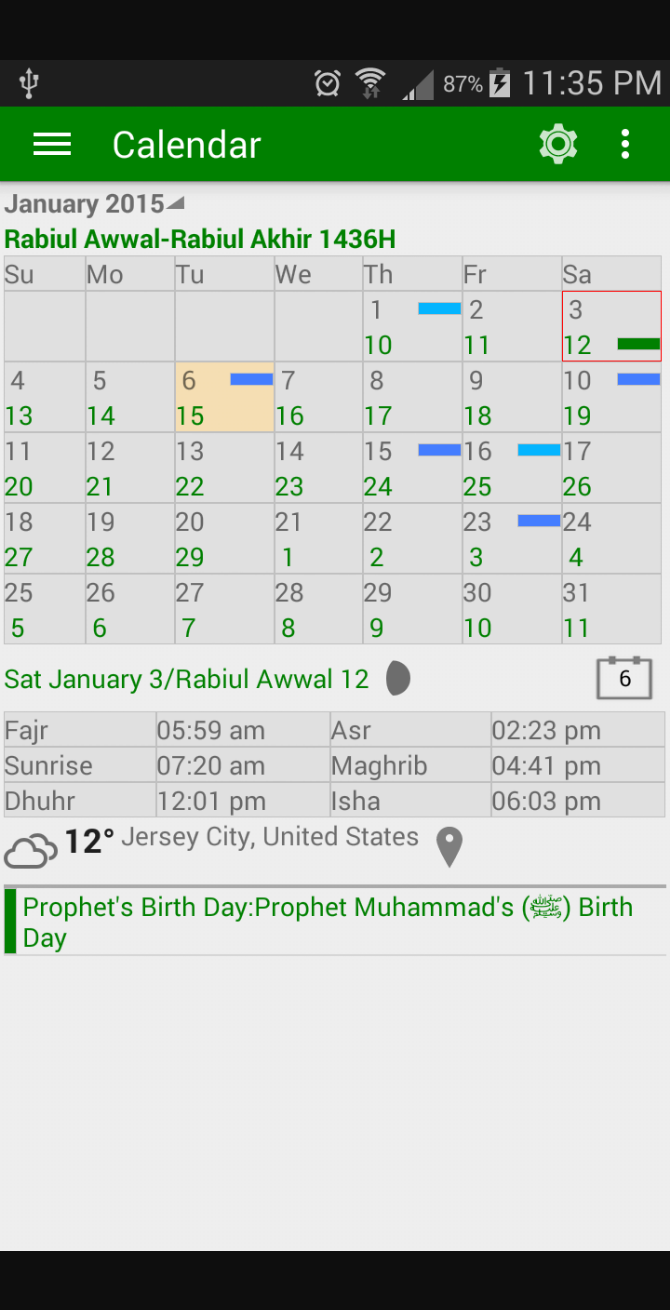 87% 11:35 PM
Calendar
January 2015
Rabiul Awwal-Rabiul Akhir 1436H
Su Mo Tu We Th Fr Sa
1 2 3
10 11 12
4 5 6 7 8 9 10
13 14 15 16 17 18 19
11 12 13 14 15 16 17
20 21 22 23 24 25 26
18 19 20 21 22 23 24
27 28 29 1 2 3 4
25 26 27 28 29 30 31
5 6 7 8 9 10 11
Sat January 3/Rabiul Awwal 12 6
Fajr 05:59 am Asr 02:23 pm
Sunrise 07:20 am Maghrib 04:41 pm
Dhuhr 12:01 pm Isha 06:03 pm
12° Jersey City, United States
Prophet's Birth Day:Prophet Muhammad's (ﷺ) Birth
Day